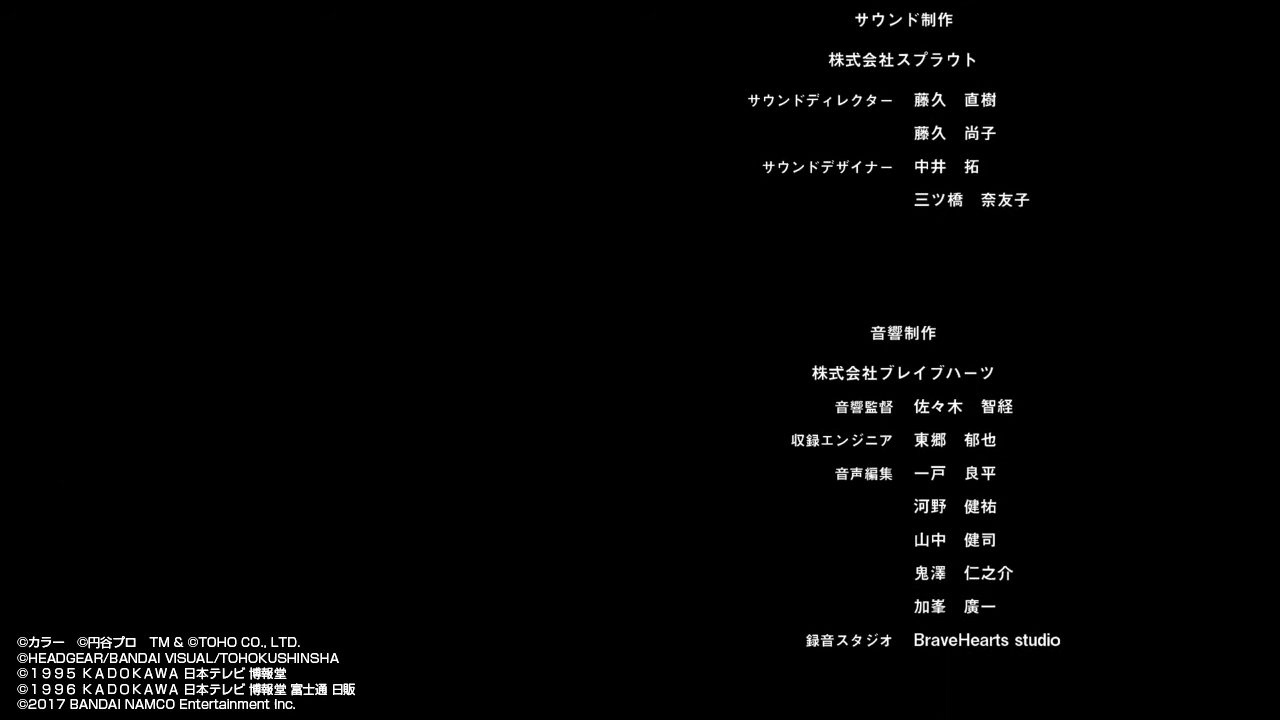 サウンド制作
株式会社スプラウト
サウンドディレクター 藤久　直樹
藤久　尚子
サウンドデザイナー 中井　拓
三ツ橋　奈友子
音響制作
株式会社ブレイブハーツ
音響監督 佐々木　智経
収録エンジニア 東郷　郁也
音声編集 一戸　良平
河野　健祐
山中　健司
鬼澤　仁之介
加峯　廣一
録音スタジオ BraveHearts studio
©カラー　©円谷プロ　TM & ©TOHO CO., LTD.
©HEADGEAR/BANDAI VISUAL/TOHOKUSHINSHA
©１９９５ ＫＡＤＯＫＡＷＡ 日本テレビ 博報堂
©１９９６ ＫＡＤＯＫＡＷＡ 日本テレビ 博報堂 富士通 日販
©2017 BANDAI NAMCO Entertainment Inc.